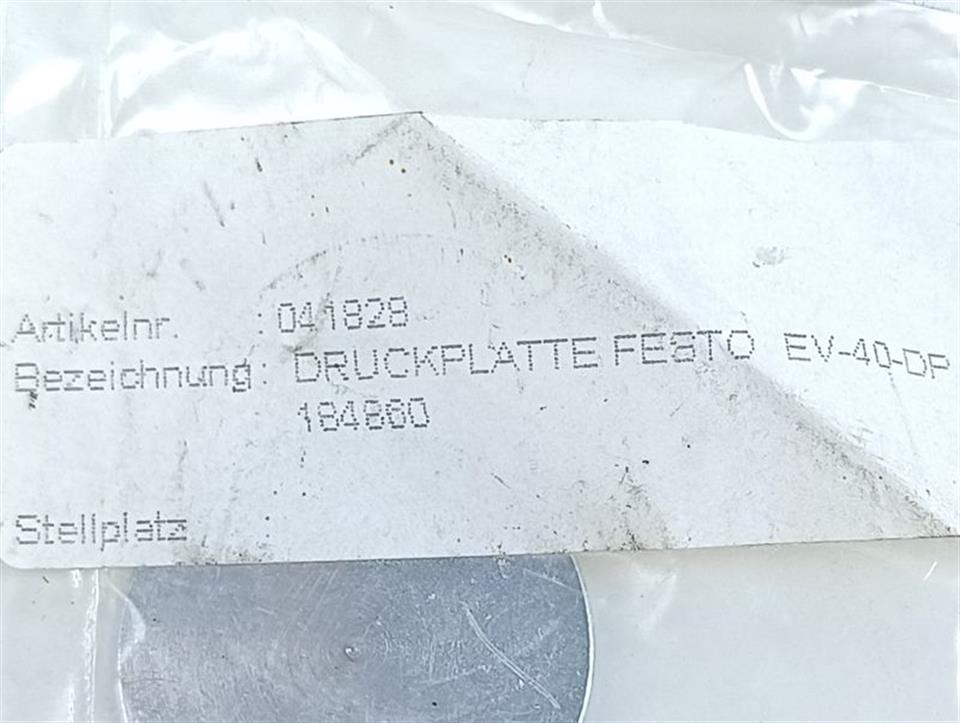 Artikelnr. : 041828
Bezeichnung : DRUCKPLATTE FESTO EV-40-DP
184860
Stellplatz :